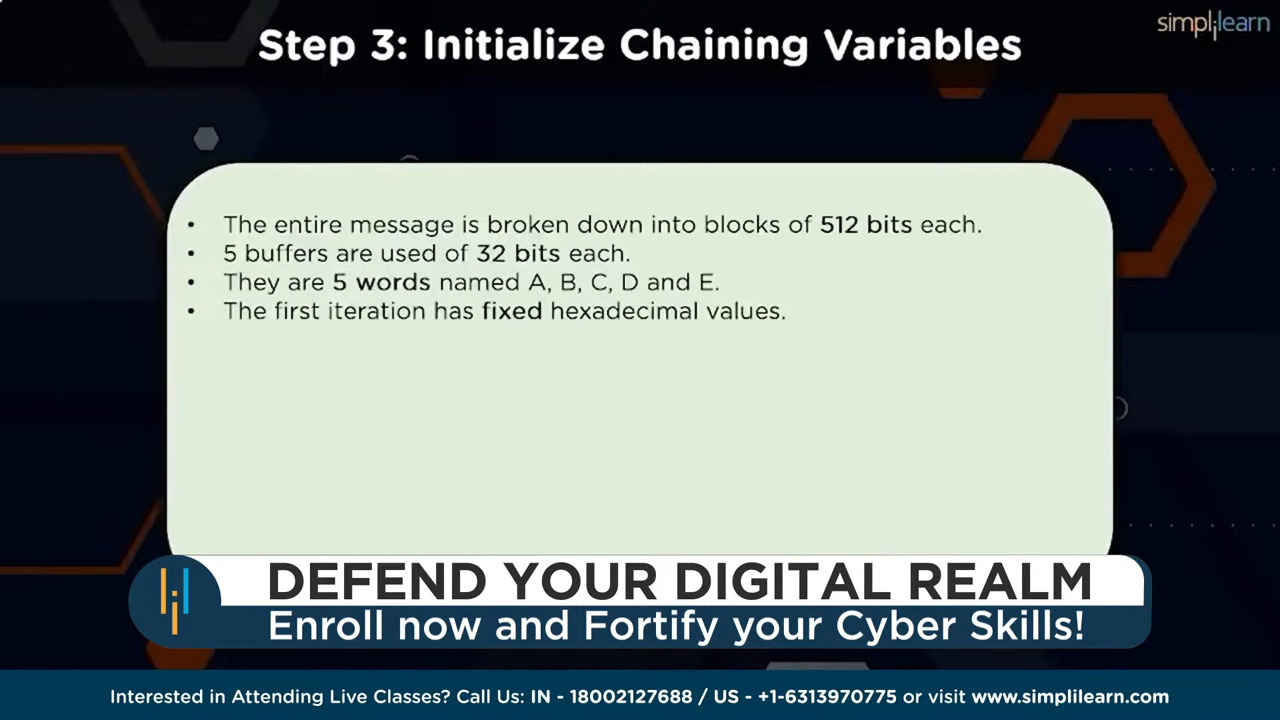 Step 3: Initialize Chaining Variables
simplilearn
• The entire message is broken down into blocks of 512 bits each.
• 5 buffers are used of 32 bits each.
• They are 5 words named A, B, C, D and E.
• The first iteration has fixed hexadecimal values.
DEFEND YOUR DIGITAL REALM
Enroll now and Fortify your Cyber Skills!
Interested in Attending Live Classes? Call Us: IN - 18002127688 / US - +1-6313970775 or visit www.simplilearn.com